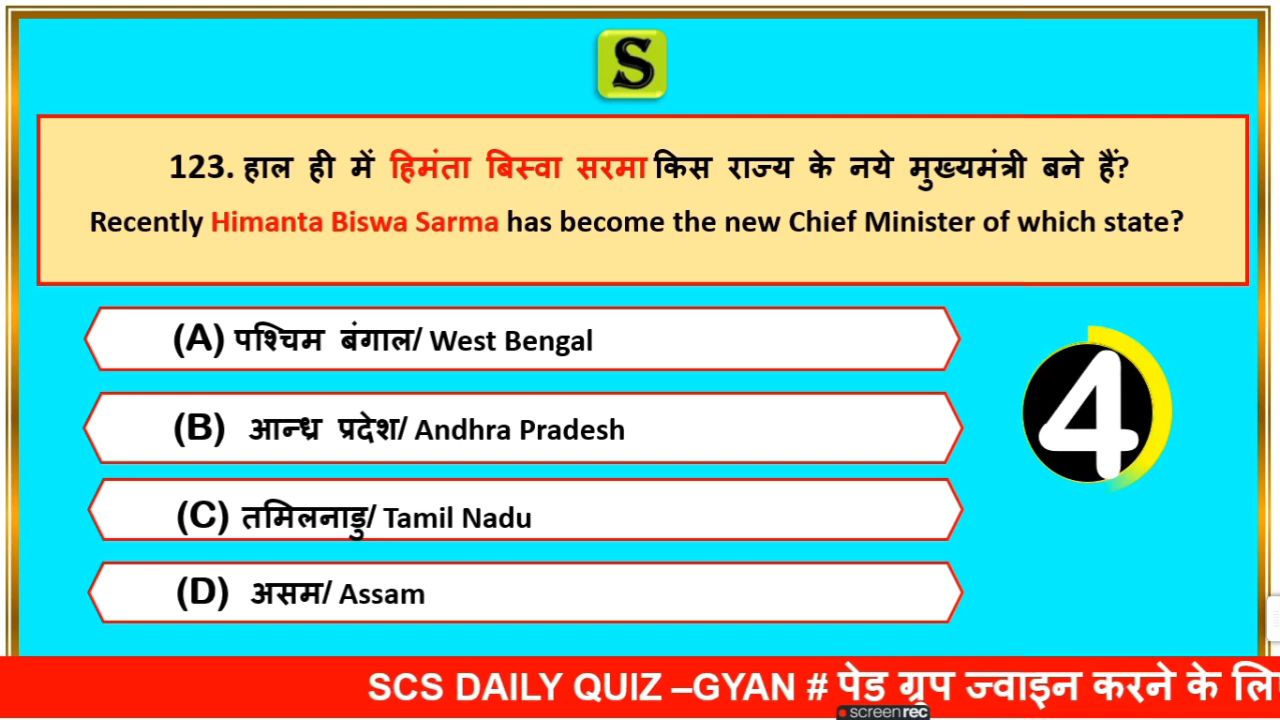 S
123. हाल ही में हिमंता बिस्वा सरमा किस राज्य के नये मुख्यमंत्री बने हैं?
Recently Himanta Biswa Sarma has become the new Chief Minister of which state?
(A) पश्चिम बंगाल/ West Bengal
(B) आन्ध्र प्रदेश/ Andhra Pradesh
4
(C) तमिलनाडु/ Tamil Nadu
(D) असम/ Assam
SCS DAILY QUIZ –GYAN # पेड ग्रुप ज्वाइन करने के लि
screenrec